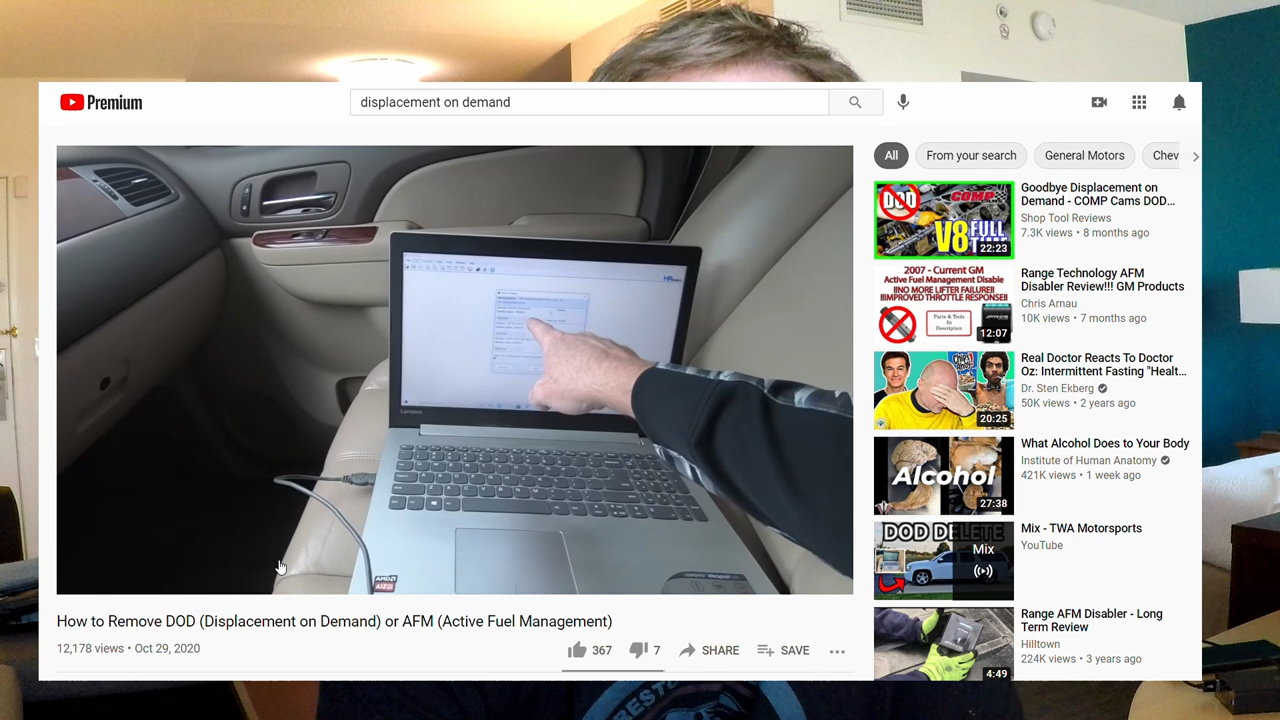 Premium
displacement on demand
All
From your search
General Motors
Chev
DOD
COMP
V8 FULL
TIME
22:23
Goodbye Displacement on
Demand - COMP Cams DOD...
Shop Tool Reviews
7.3K views • 8 months ago
2007 - Current GM
Active Fuel Management Disable
!!NO MORE LIFTER FAILURE!!
!!IMPROVED THROTTLE RESPONSE!!
Parts & Tools
In
Description
12:07
Range Technology AFM
Disabler Review!!! GM Products
Chris Arnau
10K views • 7 months ago
20:25
Real Doctor Reacts To Doctor
Oz: Intermittent Fasting "Healt...
Dr. Sten Ekberg
50K views • 2 years ago
Alcohol
27:38
What Alcohol Does to Your Body
Institute of Human Anatomy
421K views • 1 week ago
DOD DELETE
Mix
Mix - TWA Motorsports
YouTube
4:49
Range AFM Disabler - Long
Term Review
Hilltown
224K views • 3 years ago
Lenovo
AMD
A12
How to Remove DOD (Displacement on Demand) or AFM (Active Fuel Management)
12,178 views • Oct 29, 2020
367
7
SHARE
SAVE